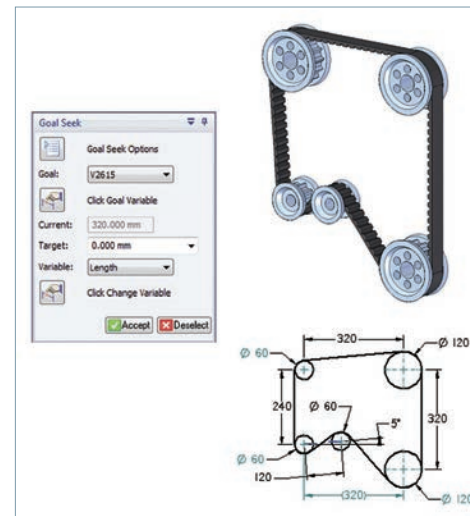 Goal Seek
Goal Seek Options
Goal: V2615
Click Goal Variable
Current: 320.000 mm
Target: 0.000 mm
Variable: Length
Click Change Variable
Accept Deselect
320
Ø 60
Ø 120
240
Ø 60
320
5°
Ø 60
120
(320)
Ø 120